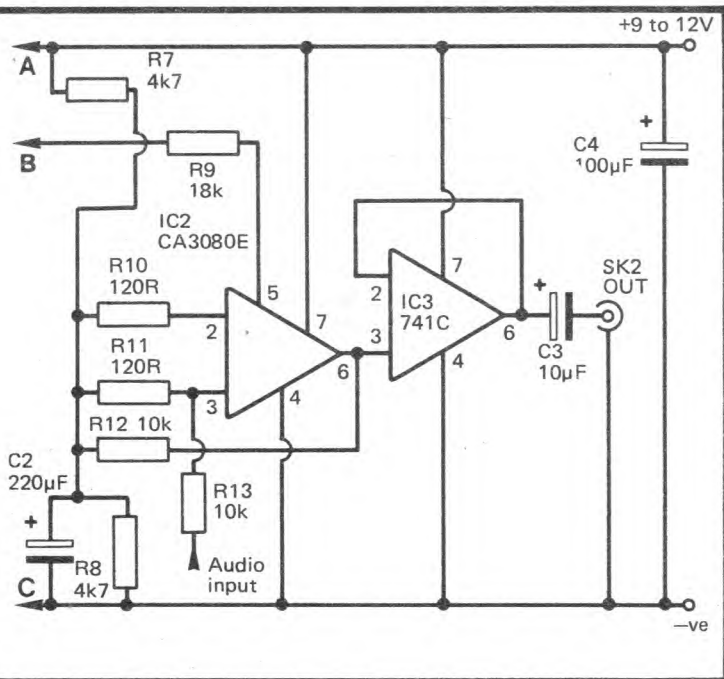 +9 to 12V
A
R7
4k7
B
R9
18k
C4
100µF
+
IC2
CA3080E
R10
120R
5
2
7
R11
120R
6
3
4
R12 10k
2
7
IC3
741C
3
6
4
+
SK2
OUT
C3
10µF
C2
220µF
+
R13
10k
R8
4k7
Audio
input
C
–ve